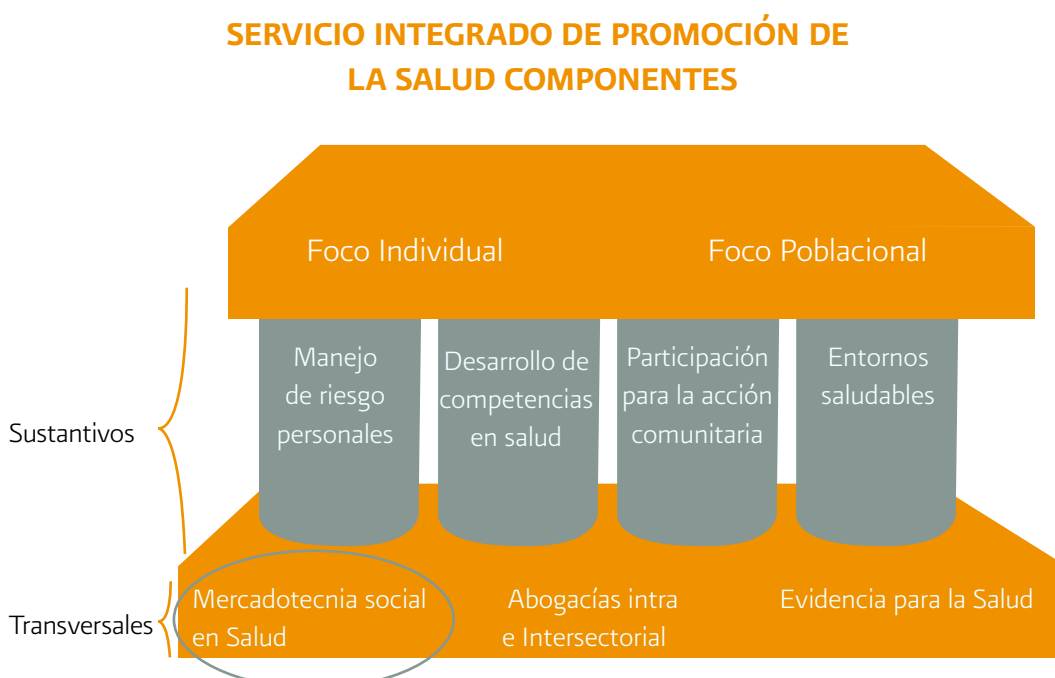 SERVICIO INTEGRADO DE PROMOCIÓN DE
LA SALUD COMPONENTES
Foco Individual
Foco Poblacional
Manejo
de riesgo
personales
Desarrollo de
competencias
en salud
Participación
para la acción
comunitaria
Entornos
saludables
Sustantivos
Mercadotecnia social
en Salud
Abogacías intra
e Intersectorial
Evidencia para la Salud
Transversales